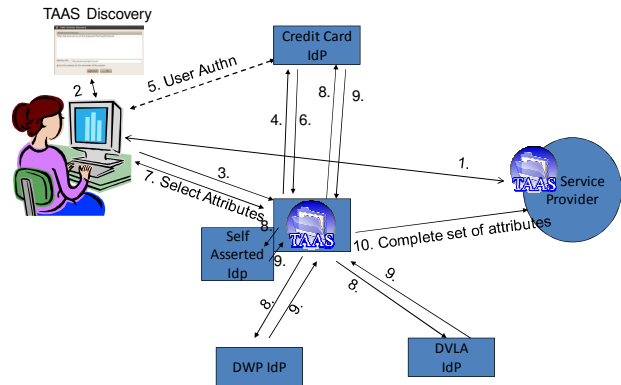 TAAS Discovery
Credit Card
IdP
5. User Authn
2
8.
9.
4.
6.
1.
3.
7. Select Attributes
TAAS
Service
Provider
TAAS
8.
Self
Asserted
Idp
9.
10. Complete set of attributes
8.
9.
8.
9.
DWP IdP
DVLA
IdP